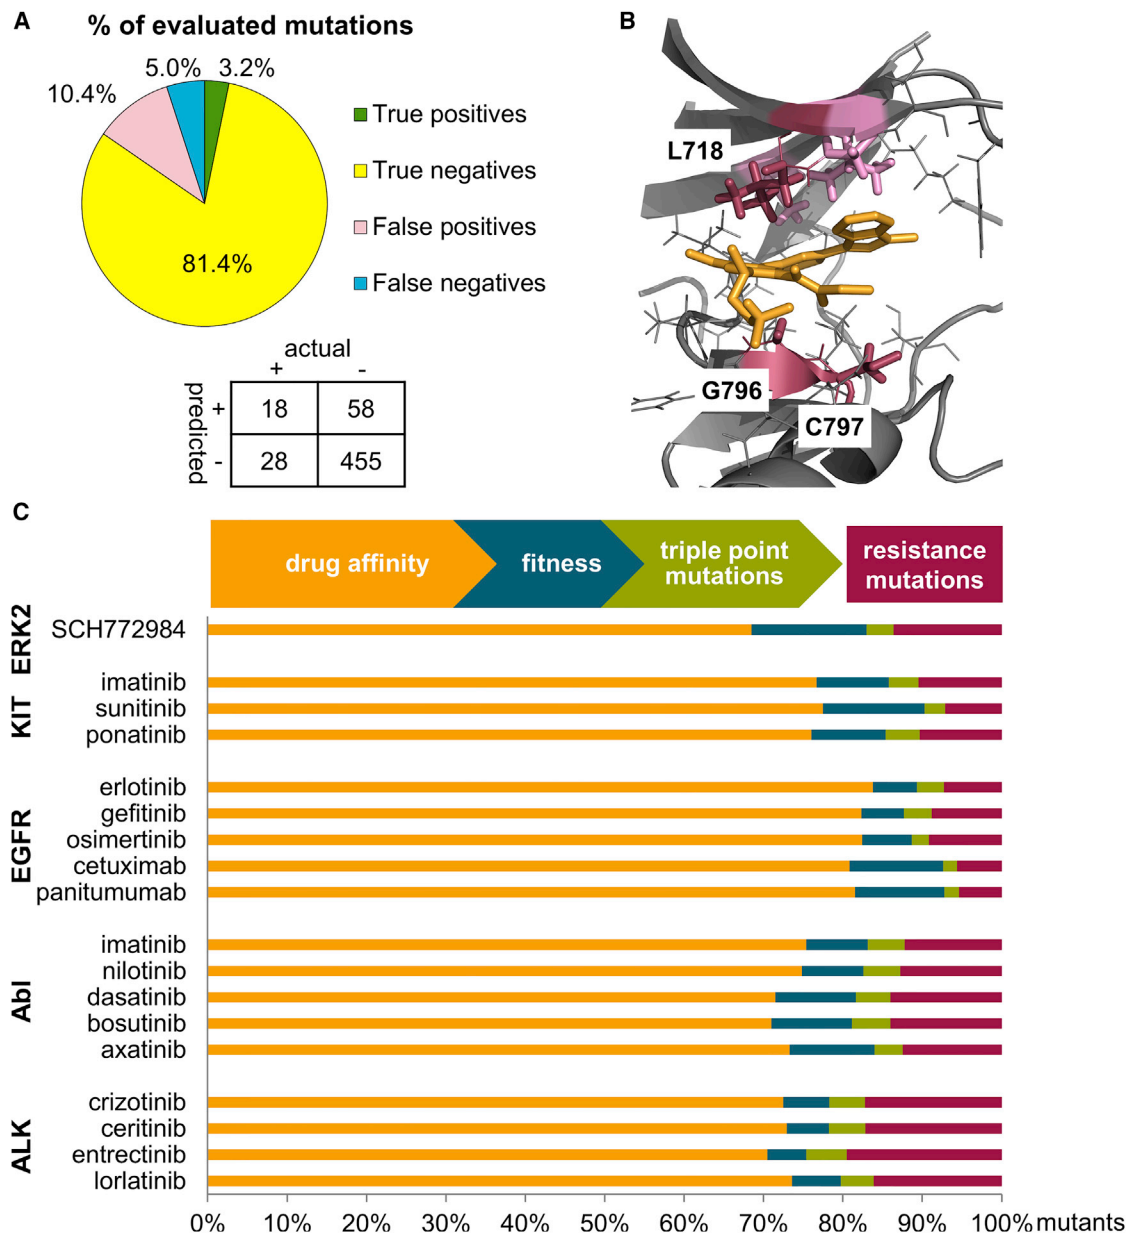 A
% of evaluated mutations
5.0%
3.2%
10.4%
81.4%
True positives
True negatives
False positives
False negatives
actual
+ -
predicted
+ 18 58
- 28 455
B
L718
G796
C797
C
drug affinity
fitness
triple point
mutations
resistance
mutations
ERK2
SCH772984
KIT
imatinib
sunitinib
ponatinib
EGFR
erlotinib
gefitinib
osimertinib
cetuximab
panitumumab
Abl
imatinib
nilotinib
dasatinib
bosutinib
axatinib
ALK
crizotinib
ceritinib
entrectinib
lorlatinib
0% 10% 20% 30% 40% 50% 60% 70% 80% 90% 100% mutants